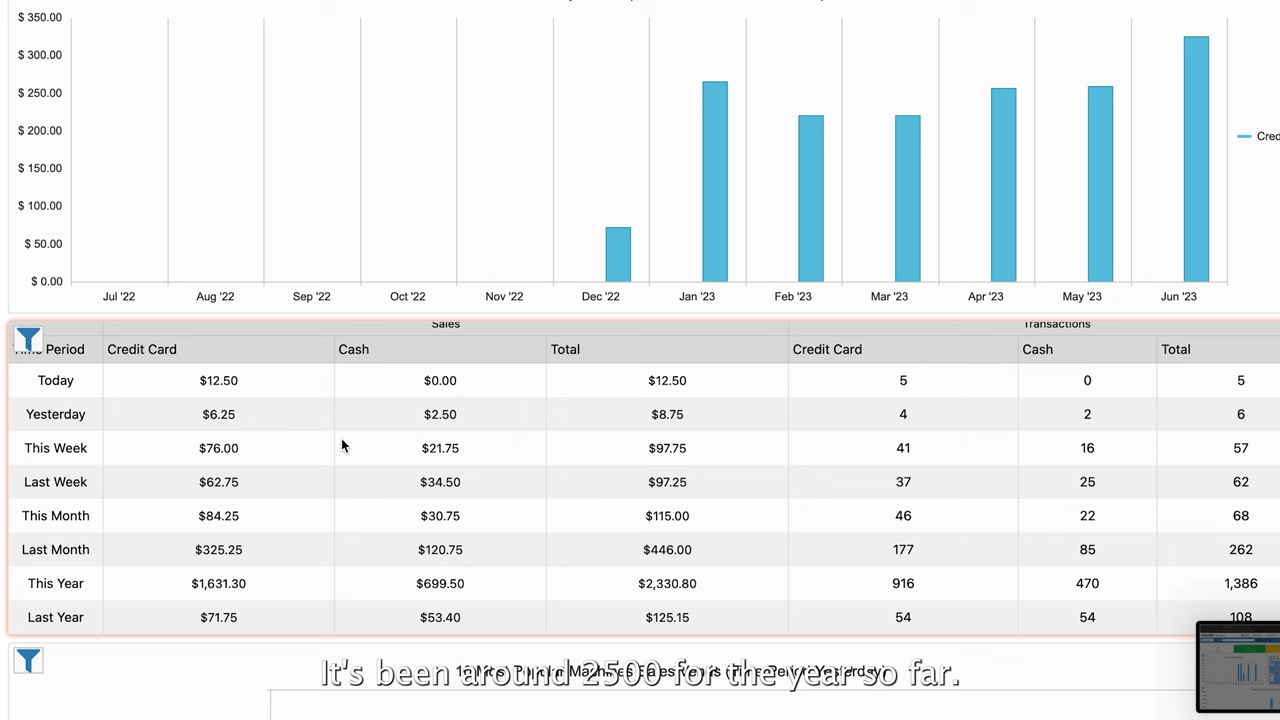 $ 350.00
$ 300.00
$ 250.00
$ 200.00
$ 150.00
$ 100.00
$ 50.00
$ 0.00
Jul '22 Aug '22 Sep '22 Oct '22 Nov '22 Dec '22 Jan '23 Feb '23 Mar '23 Apr '23 May '23 Jun '23
Cred
Sales Transactions
Period Credit Card Cash Total Credit Card Cash Total
Today $12.50 $0.00 $12.50 5 0 5
Yesterday $6.25 $2.50 $8.75 4 2 6
This Week $76.00 $21.75 $97.75 41 16 57
Last Week $62.75 $34.50 $97.25 37 25 62
This Month $84.25 $30.75 $115.00 46 22 68
Last Month $325.25 $120.75 $446.00 177 85 262
This Year $1,631.30 $699.50 $2,330.80 916 470 1,386
Last Year $71.75 $53.40 $125.15 54 54 108
It's been around 2500 for the year so far.